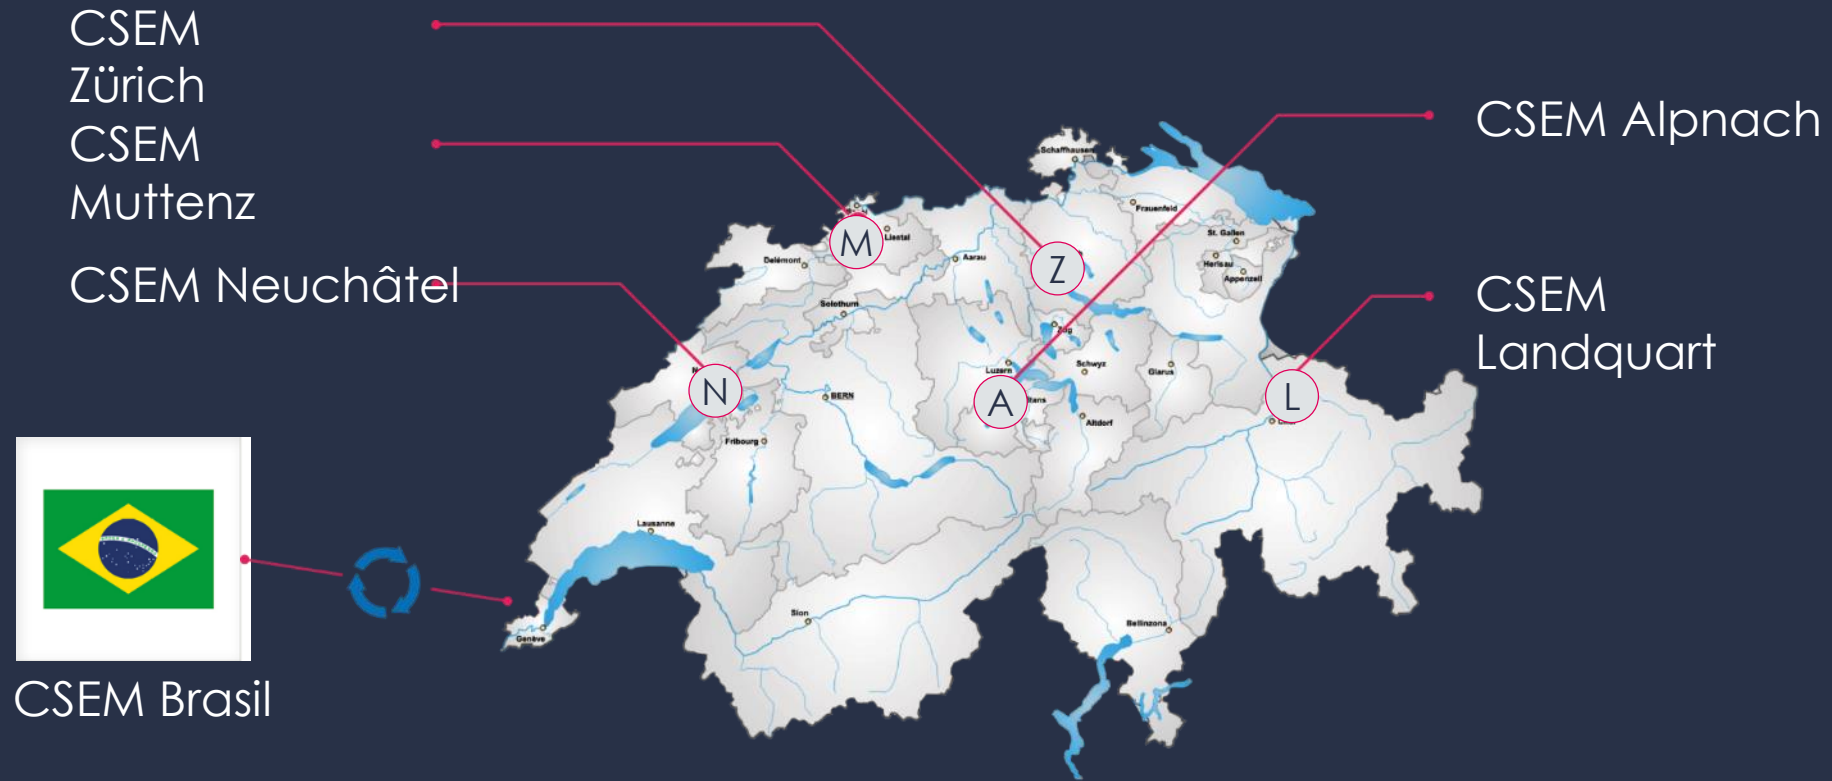 CSEM
Zürich
CSEM
Muttenz
CSEM Neuchâtel
CSEM Alpnach
CSEM
Landquart
CSEM Brasil
Schaffhausen
Frauenfeld
St. Gallen
Herisau
Appenzell
Liestal
Delémont
Aarau
Solothurn
Zug
Luzern
Schwyz
Glarus
BERN
Altdorf
Fribourg
Lausanne
Genève
Sion
Bellinzona
M
Z
N
A
L